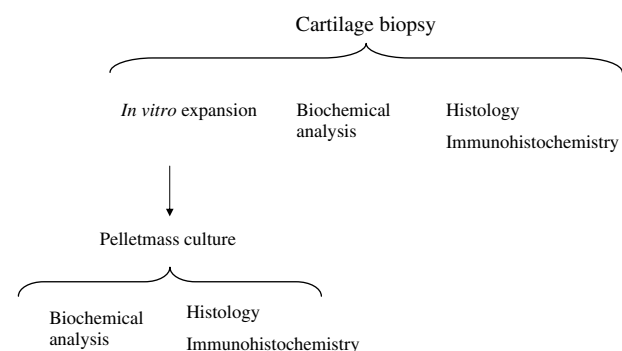 Cartilage biopsy
In vitro expansion
Biochemical
analysis
Histology
Immunohistochemistry
Pelletmass culture
Biochemical
analysis
Histology
Immunohistochemistry